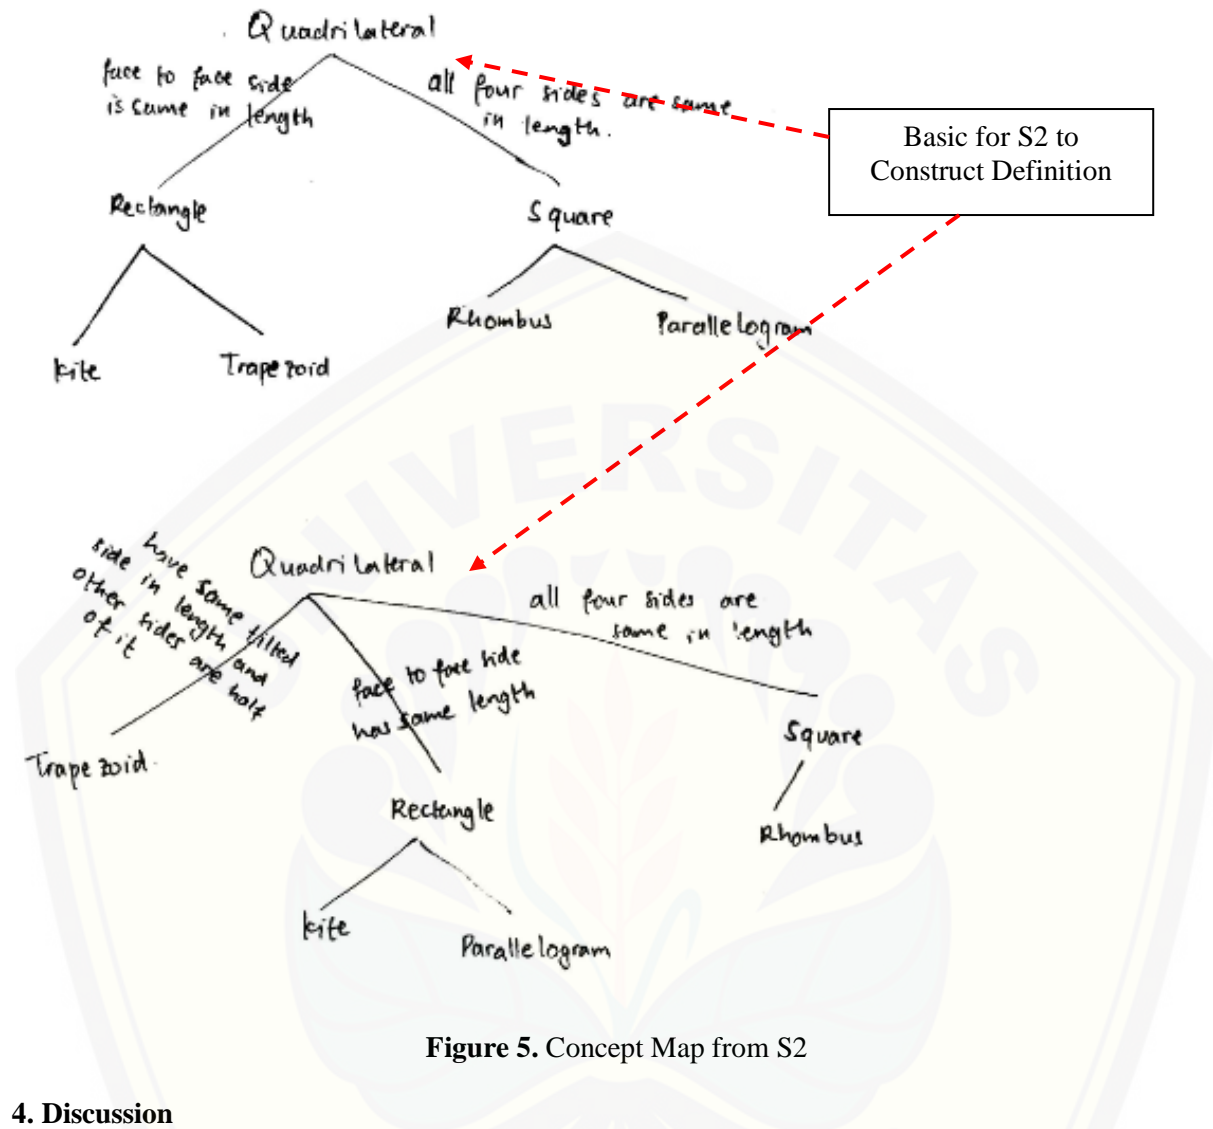 Quadrilateral
face to face side
is same in length
all four sides are same
in length.
Basic for S2 to
Construct Definition
Rectangle
Square
Rhombus
Parallelogram
kite
Trapezoid
UNIVERSITAS
Quadrilateral
have same tilted
side in length and
other sides are half
of it
all four sides are
same in length
face to face side
has same length
Trapezoid.
Square
Rectangle
Rhombus
kite
Parallelogram
Figure 5. Concept Map from S2
4. Discussion